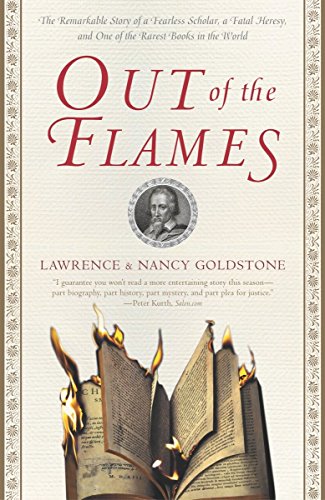 The Remarkable Story of a Fearless Scholar, a Fatal Heresy,
and One of the Rarest Books in the World
OUT of the
FLAMES
LAWRENCE & NANCY GOLDSTONE
"I guarantee you won't read a more entertaining story this season—
part biography, part history, part mystery, and part plea for justice."
—Peter Kurth, Salon.com